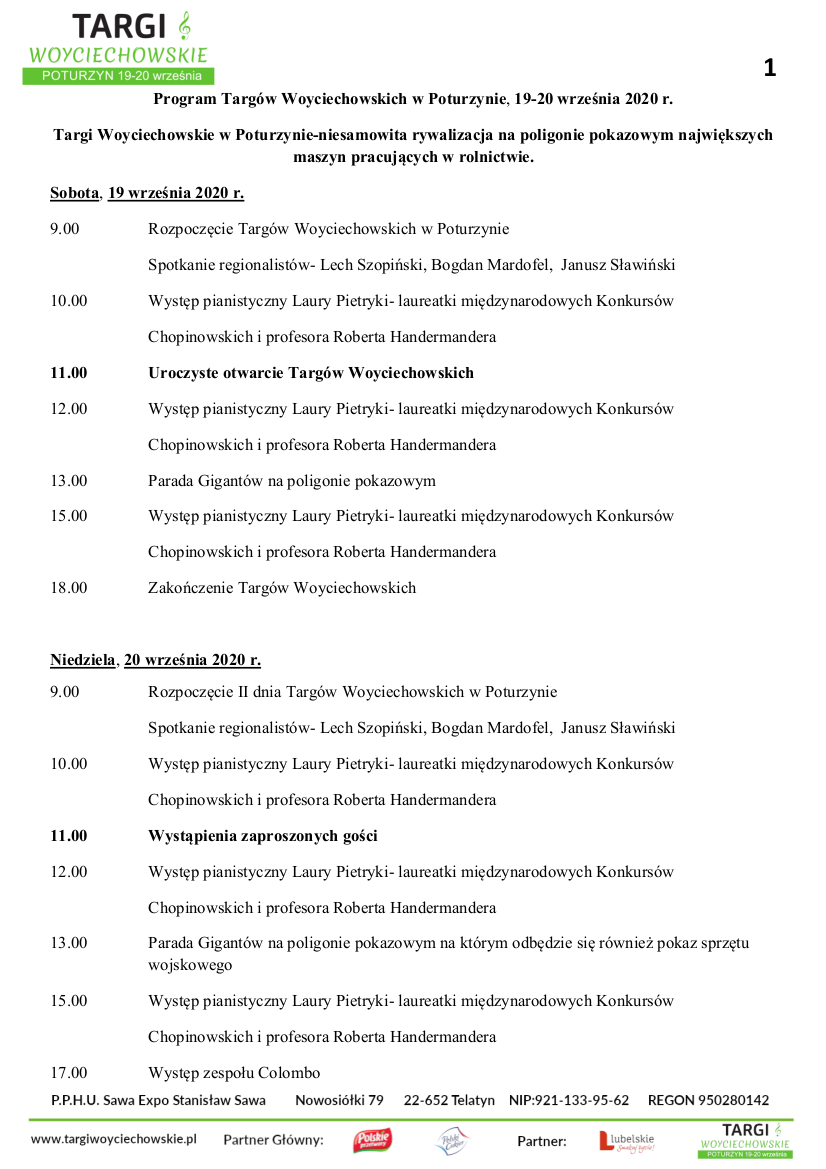 TARGI
WOYCIECHOWSKIE
POTURZYN 19-20 września
1
Program Targów Woyciechowskich w Poturzynie, 19-20 września 2020 r.
Targi Woyciechowskie w Poturzynie-niesamowita rywalizacja na poligonie pokazowym największych
maszyn pracujących w rolnictwie.
Sobota, 19 września 2020 r.
9.00 Rozpoczęcie Targów Woyciechowskich w Poturzynie
Spotkanie regionalistów- Lech Szopiński, Bogdan Mardofel, Janusz Sławiński
10.00 Występ pianistyczny Laury Pietryki- laureatki międzynarodowych Konkursów
Chopinowskich i profesora Roberta Handermandera
11.00 Uroczyste otwarcie Targów Woyciechowskich
12.00 Występ pianistyczny Laury Pietryki- laureatki międzynarodowych Konkursów
Chopinowskich i profesora Roberta Handermandera
13.00 Parada Gigantów na poligonie pokazowym
15.00 Występ pianistyczny Laury Pietryki- laureatki międzynarodowych Konkursów
Chopinowskich i profesora Roberta Handermandera
18.00 Zakończenie Targów Woyciechowskich
Niedziela, 20 września 2020 r.
9.00 Rozpoczęcie II dnia Targów Woyciechowskich w Poturzynie
Spotkanie regionalistów- Lech Szopiński, Bogdan Mardofel, Janusz Sławiński
10.00 Występ pianistyczny Laury Pietryki- laureatki międzynarodowych Konkursów
Chopinowskich i profesora Roberta Handermandera
11.00 Wystąpienia zaproszonych gości
12.00 Występ pianistyczny Laury Pietryki- laureatki międzynarodowych Konkursów
Chopinowskich i profesora Roberta Handermandera
13.00 Parada Gigantów na poligonie pokazowym na którym odbędzie się również pokaz sprzętu
wojskowego
15.00 Występ pianistyczny Laury Pietryki- laureatki międzynarodowych Konkursów
Chopinowskich i profesora Roberta Handermandera
17.00 Występ zespołu Colombo
P.P.H.U. Sawa Expo Stanisław Sawa Nowosiółki 79 22-652 Telatyn NIP:921-133-95-62 REGON 950280142
www.targiwoyciechowskie.pl Partner Główny: Polskie przetwory Polski Cukier Partner: lubelskie Smakuj życie!
TARGI
WOYCIECHOWSKIE
POTURZYN 19-20 września